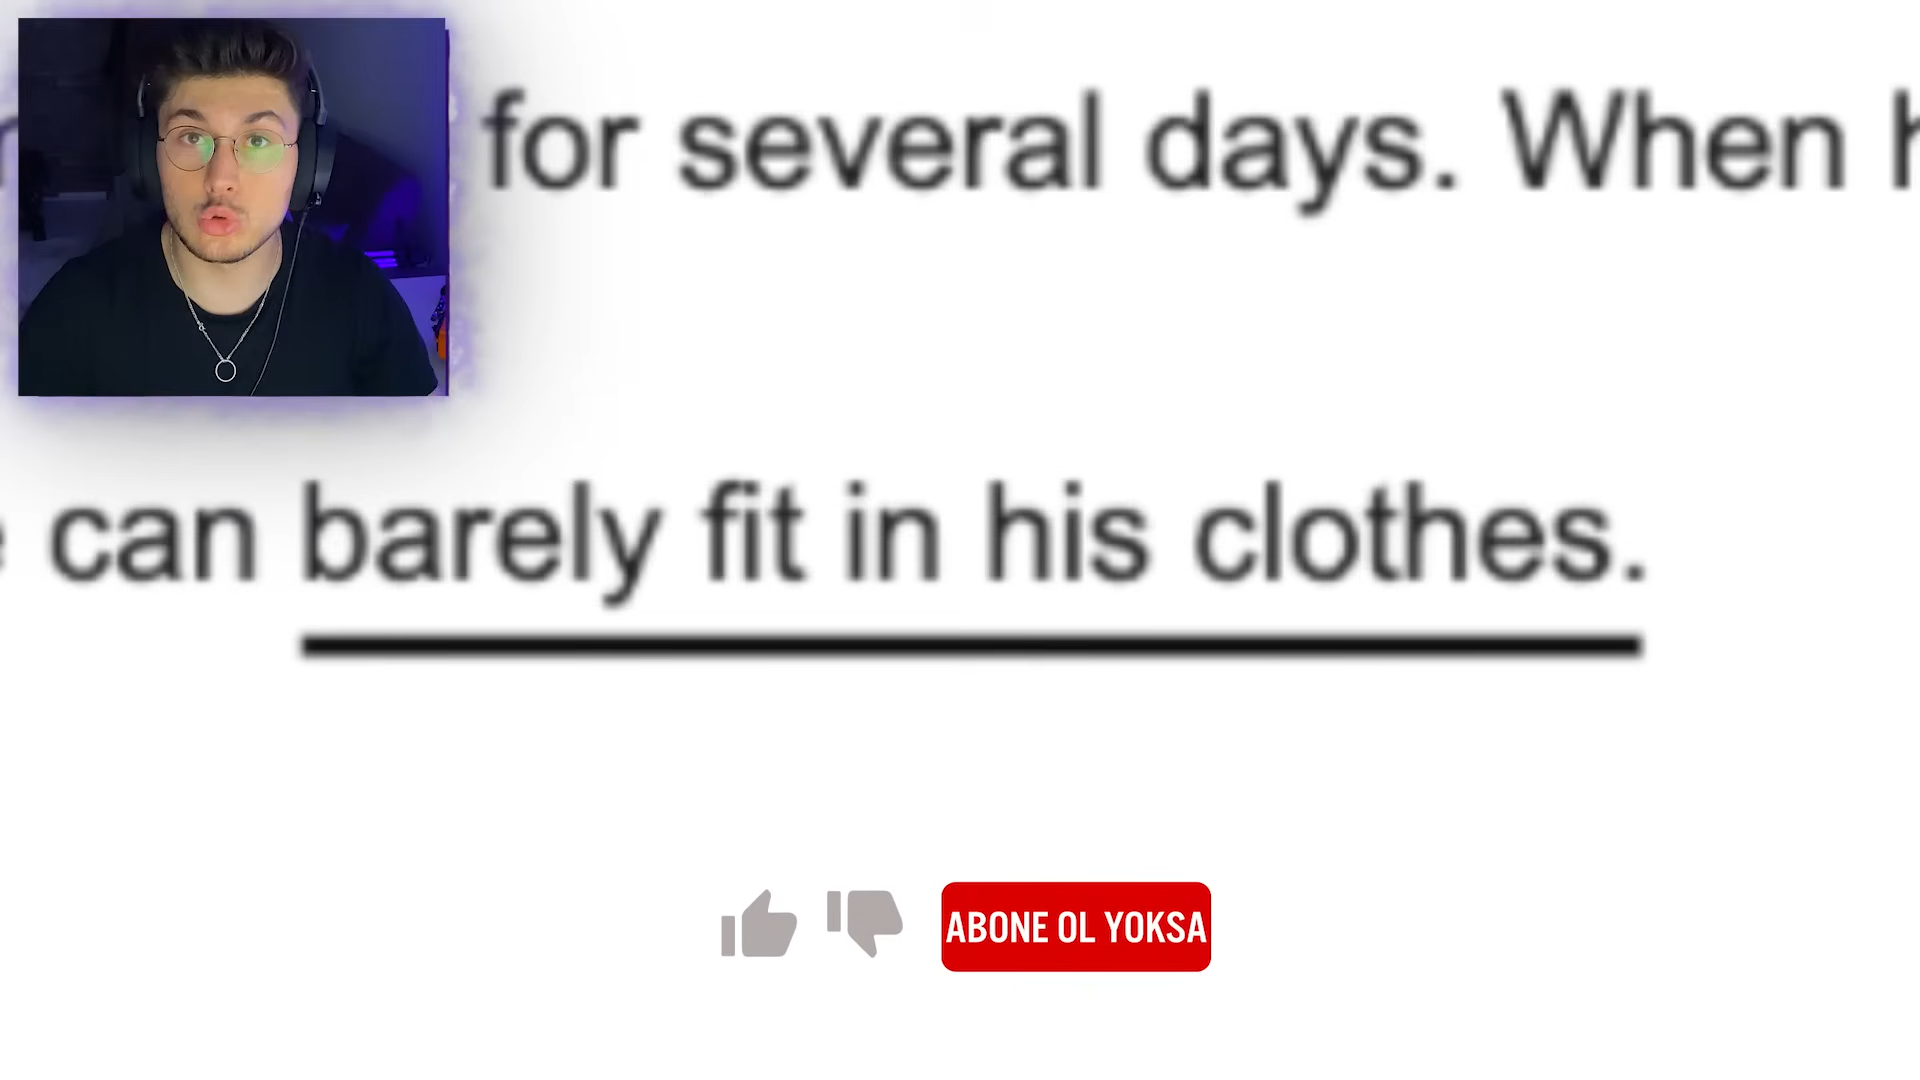 for several days. When
can barely fit in his clothes.
ABONE OL YOKSA